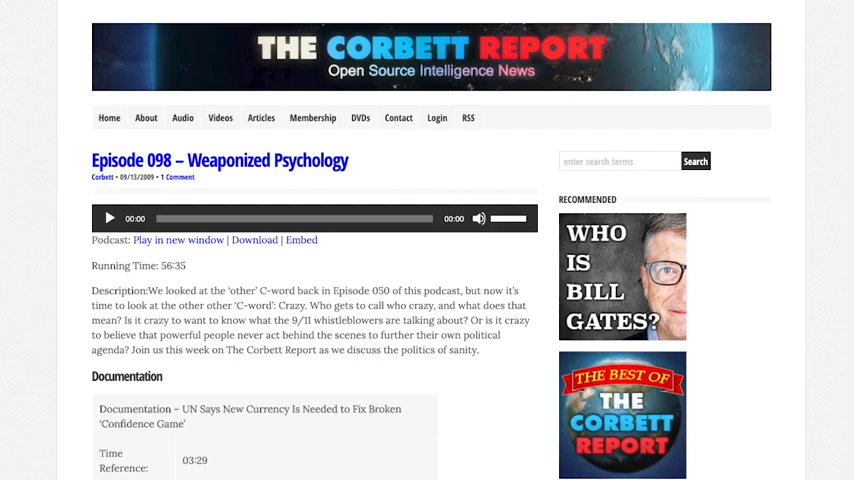 THE CORBETT REPORT
Open Source Intelligence News
Home About Audio Videos Articles Membership DVDs Contact Login RSS
Episode 098 – Weaponized Psychology
Corbett • 09/13/2009 • 1 Comment
00:00 00:00
Podcast: Play in new window | Download | Embed
Running Time: 56:35
Description:We looked at the ‘other’ C-word back in Episode 050 of this podcast, but now it’s
time to look at the other other ‘C-word’: Crazy. Who gets to call who crazy, and what does that
mean? Is it crazy to want to know what the 9/11 whistleblowers are talking about? Or is it crazy
to believe that powerful people never act behind the scenes to further their own political
agenda? Join us this week on The Corbett Report as we discuss the politics of sanity.
Documentation
Documentation – UN Says New Currency Is Needed to Fix Broken
‘Confidence Game’
Time
Reference:
03:29
enter search terms Search
RECOMMENDED
WHO
IS
BILL
GATES?
THE BEST OF
THE
CORBETT
REPORT